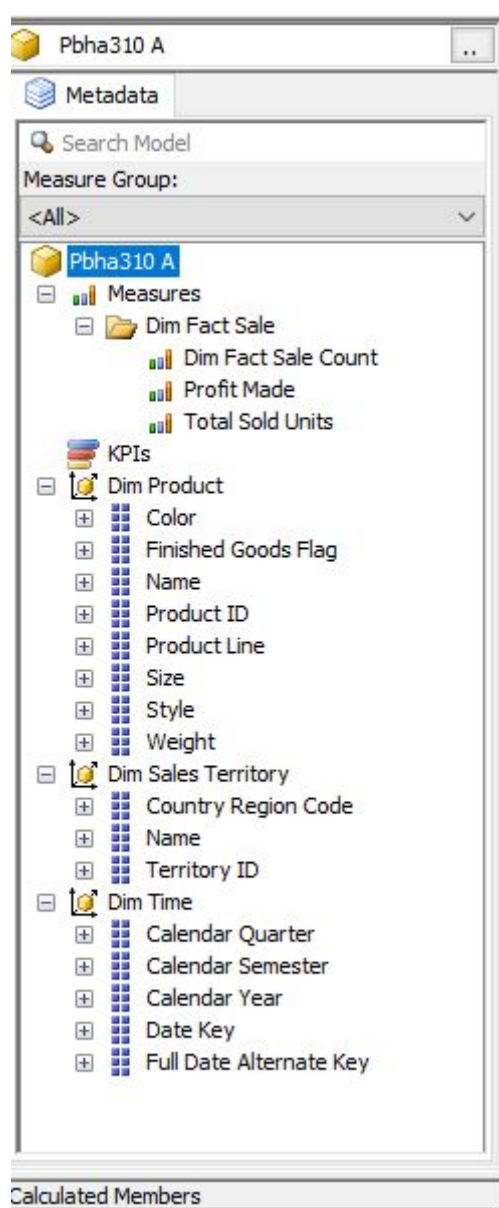 Pbha310 A
..
Metadata
Search Model
Measure Group:
<All>
Pbha310 A
Measures
Dim Fact Sale
Dim Fact Sale Count
Profit Made
Total Sold Units
KPIs
Dim Product
Color
Finished Goods Flag
Name
Product ID
Product Line
Size
Style
Weight
Dim Sales Territory
Country Region Code
Name
Territory ID
Dim Time
Calendar Quarter
Calendar Semester
Calendar Year
Date Key
Full Date Alternate Key
Calculated Members